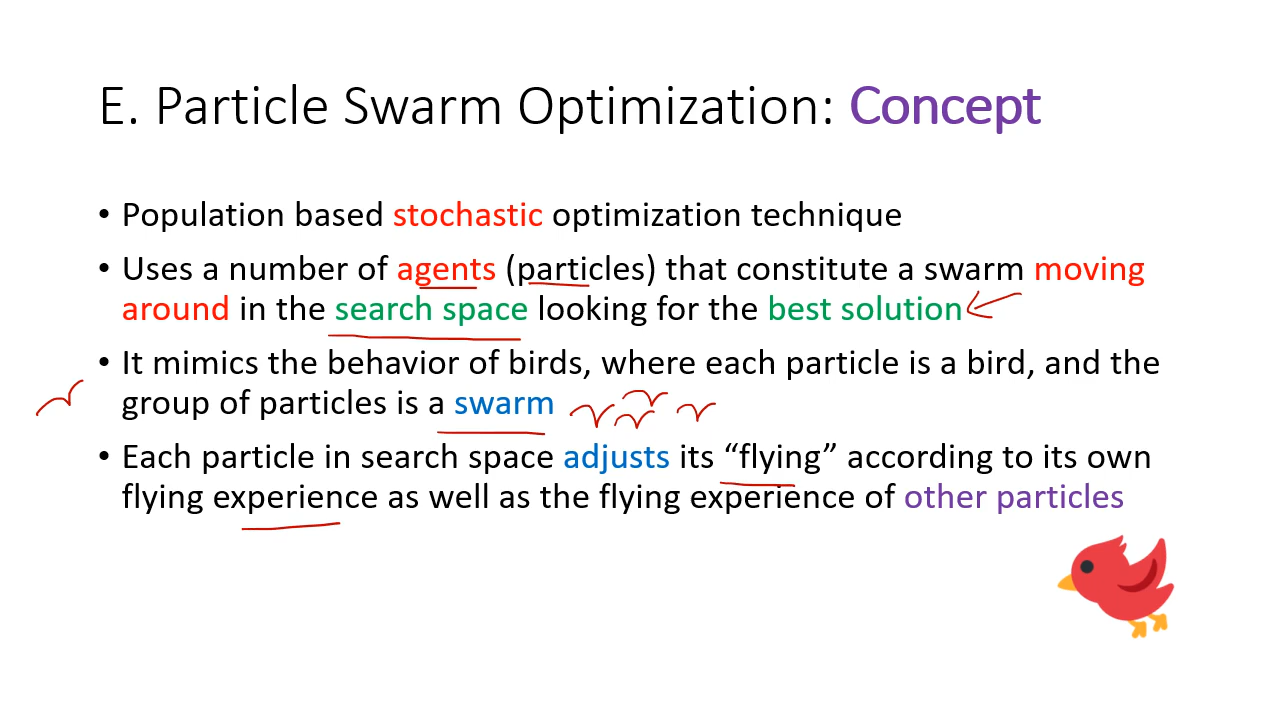 E. Particle Swarm Optimization: Concept
• Population based stochastic optimization technique
• Uses a number of agents (particles) that constitute a swarm moving
around in the search space looking for the best solution
• It mimics the behavior of birds, where each particle is a bird, and the
group of particles is a swarm
• Each particle in search space adjusts its “flying” according to its own
flying experience as well as the flying experience of other particles